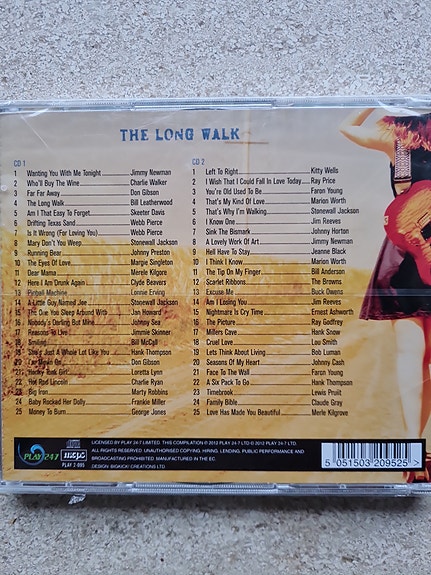 THE LONG WALK
CD 1
1 Wanting You With Me Tonight Jimmy Newman
2 Who'll Buy The Wine Charlie Walker
3 Far Far Away Don Gibson
4 The Long Walk Bill Leatherwood
5 Am I That Easy To Forget Skeeter Davis
6 Drifting Texas Sand Webb Pierce
7 Is It Wrong (For Loving You) Webb Pierce
8 Mary Don't You Weep Stonewall Jackson
9 Running Bear Johnny Preston
10 The Eyes Of Love Margie Singleton
11 Dear Mama Merele Kilgore
12 Here I Am Drunk Again Clyde Beavers
13 Pinball Machine Lonnie Erving
14 A Little Guy Named Joe Stonewall Jackson
15 The One You Sleep Around With Jan Howard
16 Nobody's Darling But Mine Johnny Sea
17 Reasons To Live Jimmie Skinner
18 Smiling Bill McCall
19 She's Just A Whole Lot Like You Hank Thompson
20 Don Gibson
21 Honky Tonk Girl Loretta Lynn
22 Hot Rod Lincoln Charlie Ryan
23 Big Iron Marty Robbins
24 Baby Rocked Her Dolly Frankie Miller
25 Money To Burn George Jones
CD 2
1 Left To Right Kitty Wells
2 I Wish That I Could Fall In Love Today Ray Price
3 You're Old Used To Be Faron Young
4 That's My Kind Of Love Marion Worth
5 That's Why I'm Walking Stonewall Jackson
6 I Know One Jim Reeves
7 Sink The Bismark Johnny Horton
8 A Lovely Work Of Art Jimmy Newman
9 Hell Have To Stay Jeanne Black
10 I Think I Know Marion Worth
11 The Tip On My Finger Bill Anderson
12 Scarlet Ribbons The Browns
13 Excuse Me Buck Owens
14 Am I Losing You Jim Reeves
15 Nightmare Is Cry Time Ernest Ashworth
16 The Picture Ray Godfrey
17 Millers Cave Hank Snow
18 Cruel Love Lou Smith
19 Lets Think About Living Bob Luman
20 Seasons Of My Heart Johnny Cash
21 Face To The Wall Faron Young
22 A Six Pack To Go Hank Thompson
23 Timebrook Lewis Pruitt
24 Family Bible Claude Gray
25 Love Has Made You Beautiful Merle Kilgrove
PLAY 24-7
mcps
PLAY 2-095
LICENSED BY PLAY 24-7 LIMITED. THIS COMPILATION © 2012 PLAY 24-7 LTD ℗ 2012 PLAY 24-7 LTD.
ALL RIGHTS RESERVED. UNAUTHORISED COPYING, HIRING, LENDING, PUBLIC PERFORMANCE AND
BROADCASTING PROHIBITED. MANUFACTURED IN THE EC.
DESIGN: BIGKICK! CREATIONS LTD.
5 051503 209525 >